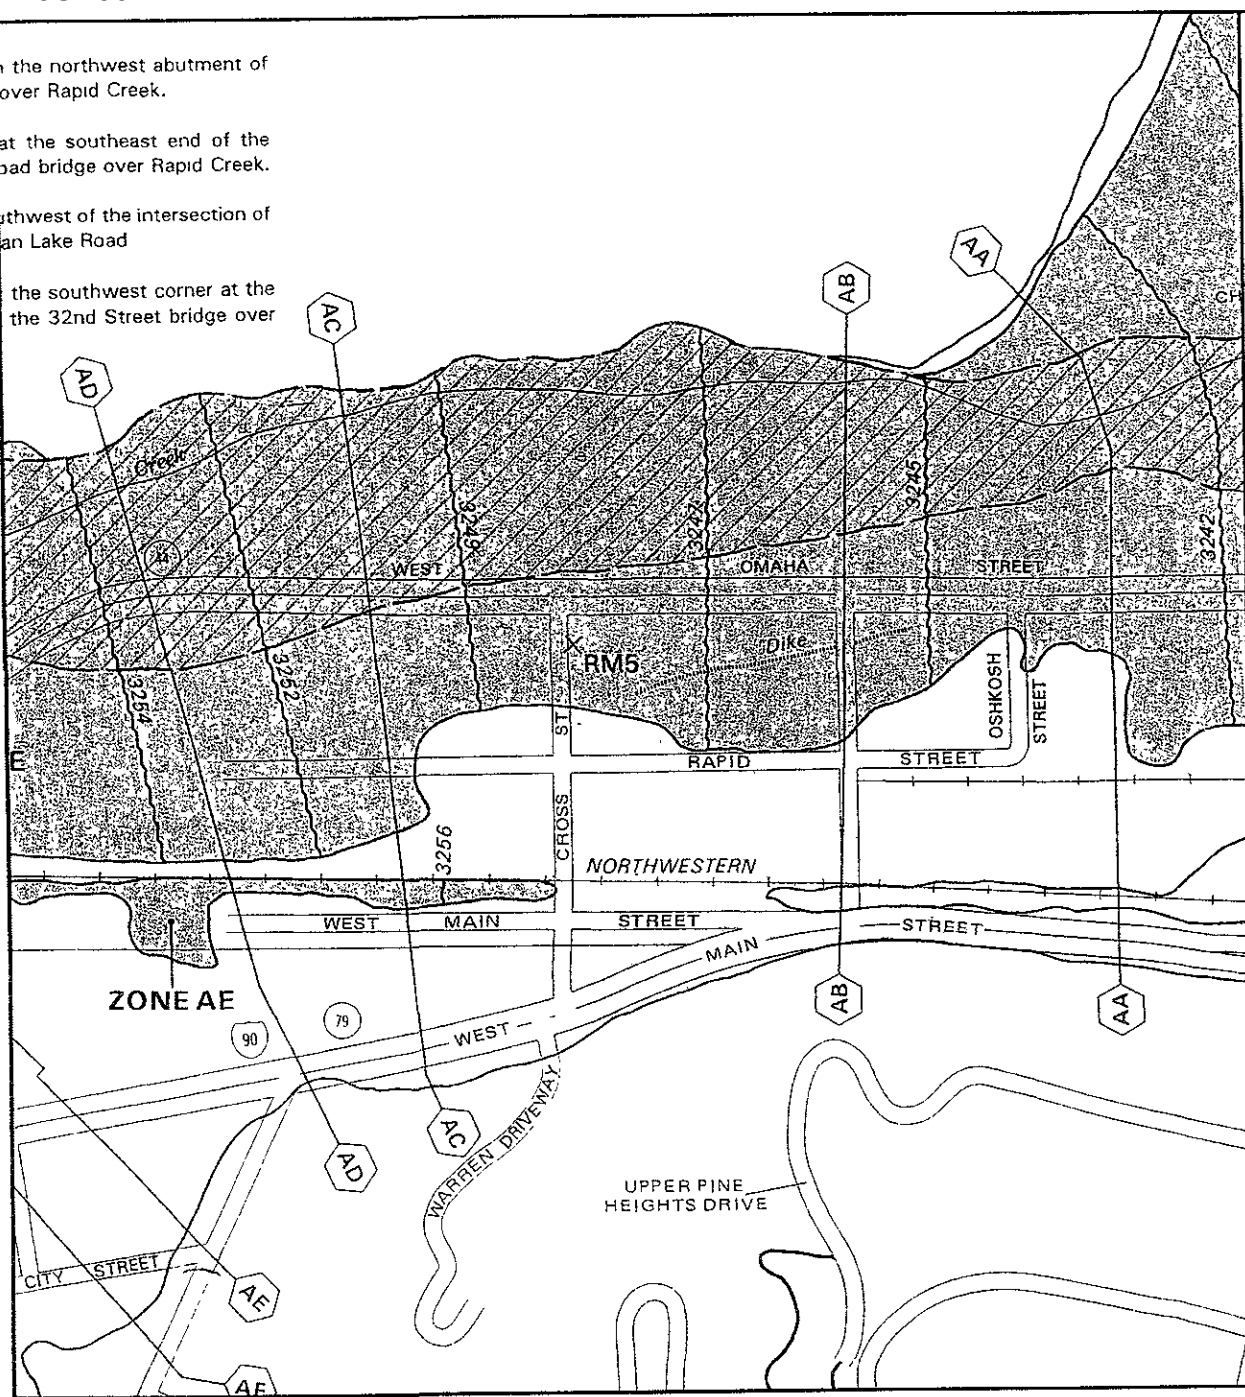 the northwest abutment of
over Rapid Creek.
at the southeast end of the
bridge over Rapid Creek.
of the intersection of
Lake Road
the southwest corner at the
the 32nd Street bridge over
AA
AB
AC
AD
CH
Creek
44
3245
3249
3247
3242
WEST OMAHA STREET
Dike
RM5
3252
3254
OSHKOSH STREET
CROSS ST
E
RAPID STREET
3256
NORTHWESTERN
WEST MAIN STREET
MAIN STREET
WEST
ZONE AE
90
79
AB
AA
AC
AD
WARREN DRIVEWAY
UPPER PINE
HEIGHTS DRIVE
CITY STREET
AE